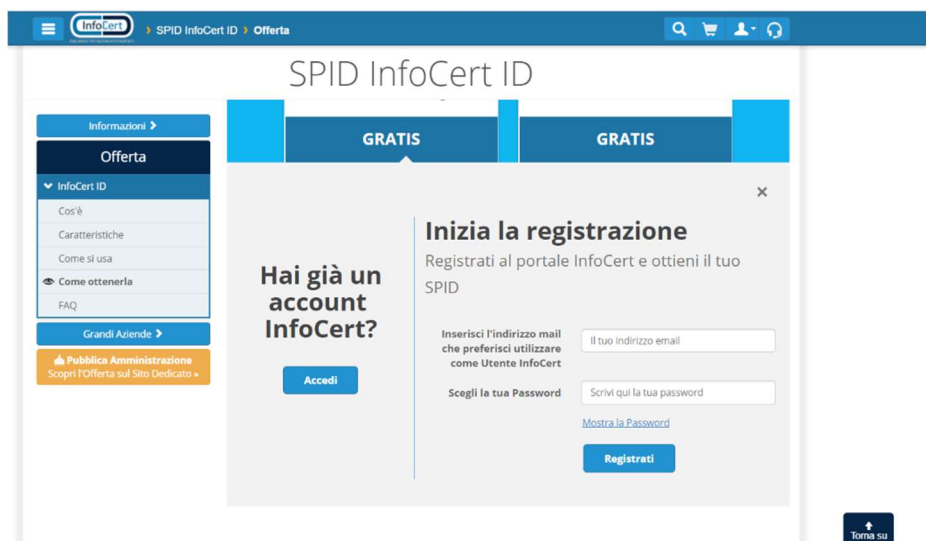 InfoCert
SPID InfoCert ID
Offerta
SPID InfoCert ID
Informazioni
Offerta
InfoCert ID
Cos'è
Caratteristiche
Come si usa
Come ottenerla
FAQ
Grandi Aziende
Pubblica Amministrazione
Scopri l'Offerta sul Sito Dedicato »
GRATIS
GRATIS
×
Hai già un
account
InfoCert?
Accedi
Inizia la registrazione
Registrati al portale InfoCert e ottieni il tuo
SPID
Inserisci l'indirizzo mail
che preferisci utilizzare
come Utente InfoCert
Il tuo indirizzo email
Scegli la tua Password
Scrivi qui la tua password
Mostra la Password
Registrati
Torna su